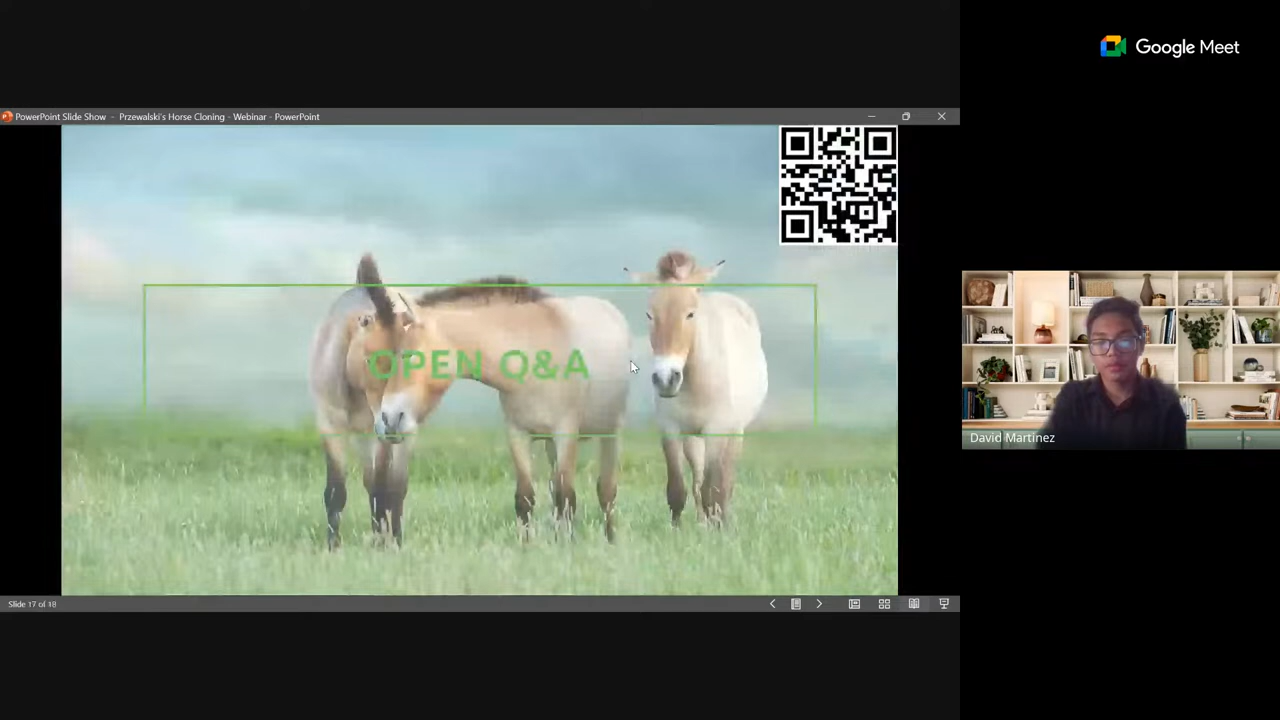 Google Meet
PowerPoint Slide Show - Przewalski's Horse Cloning - Webinar - PowerPoint
OPEN Q&A
David Martinez
Slide 17 of 18